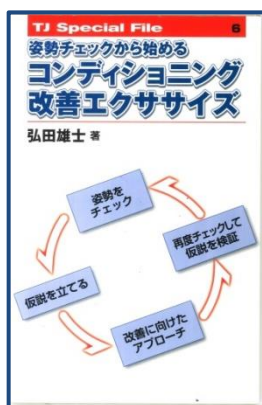 TJ Special File 6
姿勢チェックから始める
コンディショニング
改善エクササイズ
弘田雄士 著
姿勢を
チェック
再度チェックして
仮説を検証
仮説を立てる
改善に向けた
アプローチ